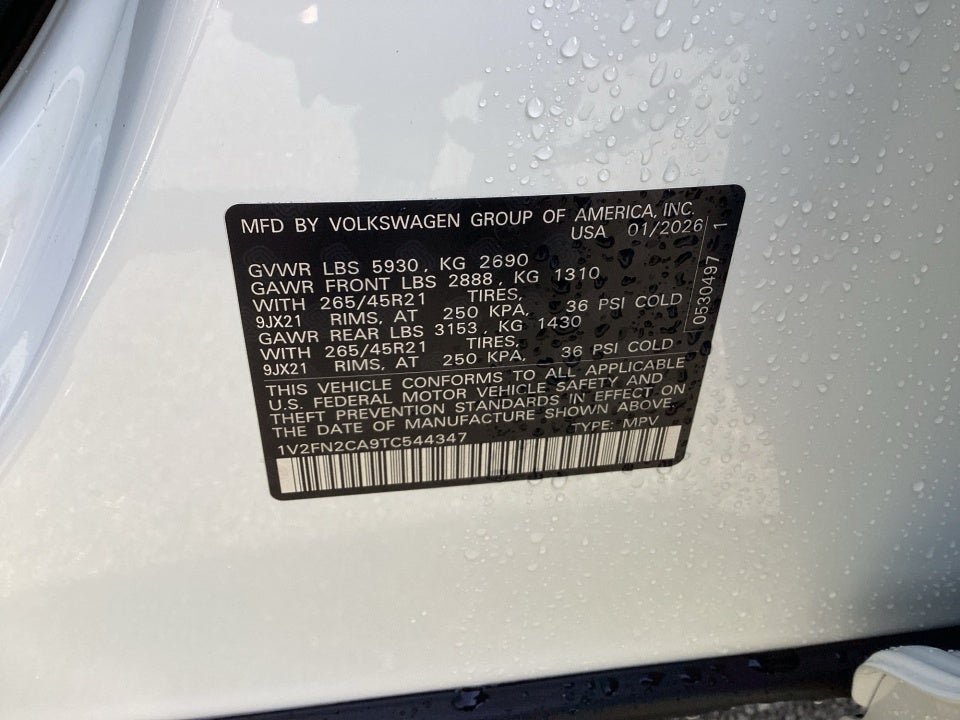 MFD BY VOLKSWAGEN GROUP OF AMERICA, INC.
USA 01/2026
GVWR LBS 5930, KG 2690
GAWR FRONT LBS 2888, KG 1310
WITH 265/45R21 TIRES,
9JX21 RIMS, AT 250 KPA, 36 PSI COLD
GAWR REAR LBS 3153, KG 1430
WITH 265/45R21 TIRES,
9JX21 RIMS, AT 250 KPA, 36 PSI COLD
THIS VEHICLE CONFORMS TO ALL APPLICABLE
U.S. FEDERAL MOTOR VEHICLE SAFETY AND
THEFT PREVENTION STANDARDS IN EFFECT ON
THE DATE OF MANUFACTURE SHOWN ABOVE.
1V2FN2CA9TC544347 TYPE: MPV
0530497 1